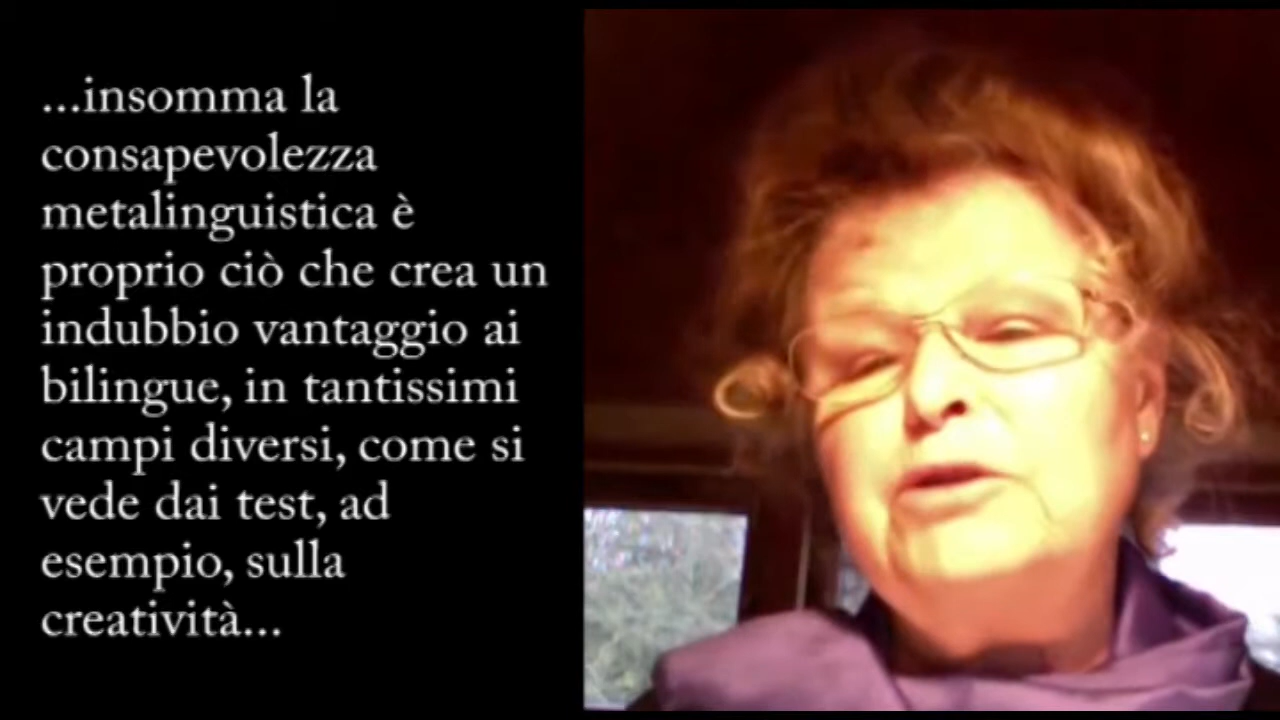 ...insomma la
consapevolezza
metalinguistica è
proprio ciò che crea un
indubbio vantaggio ai
bilingue, in tantissimi
campi diversi, come si
vede dai test, ad
esempio, sulla
creatività...